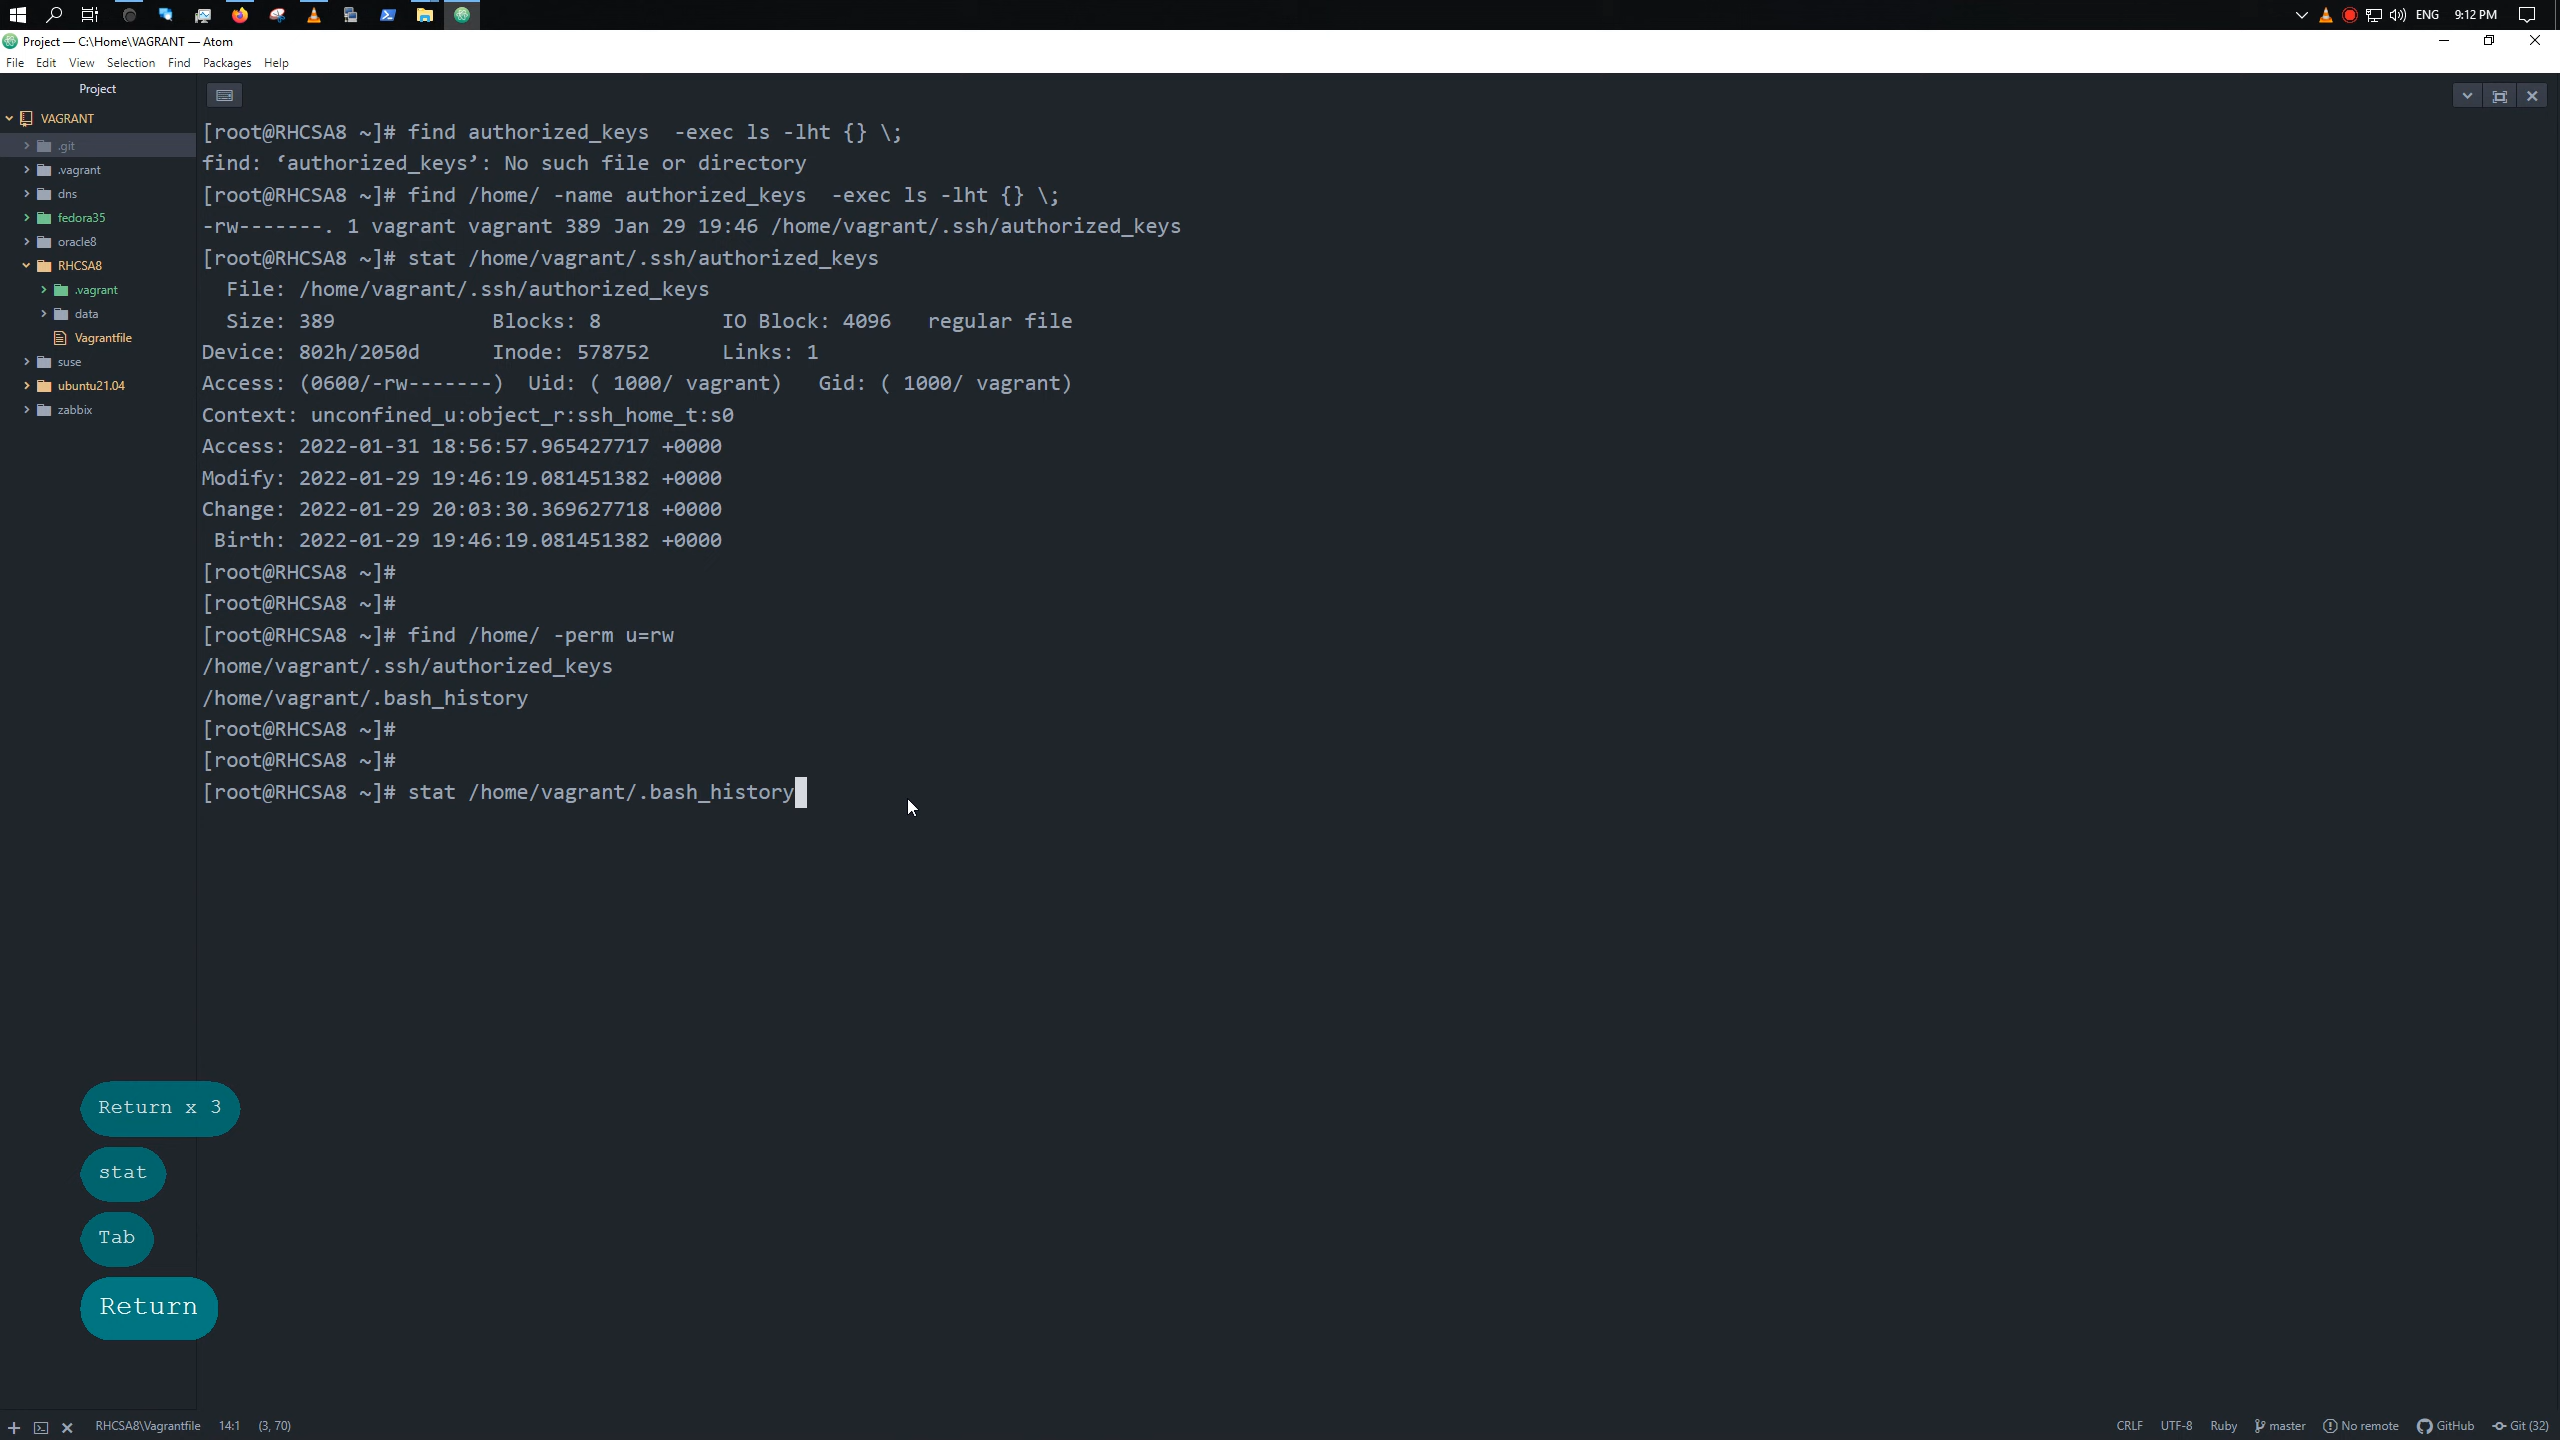 ENG 9:12 PM
Project — C:\Home\VAGRANT — Atom
File Edit View Selection Find Packages Help
Project
VAGRANT
.git
.vagrant
dns
fedora35
oracle8
RHCSA8
.vagrant
data
Vagrantfile
suse
ubuntu21.04
zabbix
[root@RHCSA8 ~]# find authorized_keys  -exec ls -lht {} \;
find: ‘authorized_keys’: No such file or directory
[root@RHCSA8 ~]# find /home/ -name authorized_keys  -exec ls -lht {} \;
-rw-------. 1 vagrant vagrant 389 Jan 29 19:46 /home/vagrant/.ssh/authorized_keys
[root@RHCSA8 ~]# stat /home/vagrant/.ssh/authorized_keys
  File: /home/vagrant/.ssh/authorized_keys
  Size: 389             Blocks: 8          IO Block: 4096   regular file
Device: 802h/2050d      Inode: 578752      Links: 1
Access: (0600/-rw-------)  Uid: ( 1000/ vagrant)   Gid: ( 1000/ vagrant)
Context: unconfined_u:object_r:ssh_home_t:s0
Access: 2022-01-31 18:56:57.965427717 +0000
Modify: 2022-01-29 19:46:19.081451382 +0000
Change: 2022-01-29 20:03:30.369627718 +0000
 Birth: 2022-01-29 19:46:19.081451382 +0000
[root@RHCSA8 ~]#
[root@RHCSA8 ~]#
[root@RHCSA8 ~]# find /home/ -perm u=rw
/home/vagrant/.ssh/authorized_keys
/home/vagrant/.bash_history
[root@RHCSA8 ~]#
[root@RHCSA8 ~]#
[root@RHCSA8 ~]# stat /home/vagrant/.bash_history
Return x 3
stat
Tab
Return
RHCSA8\Vagrantfile 14:1 (3, 70) CRLF UTF-8 Ruby master No remote GitHub Git (32)